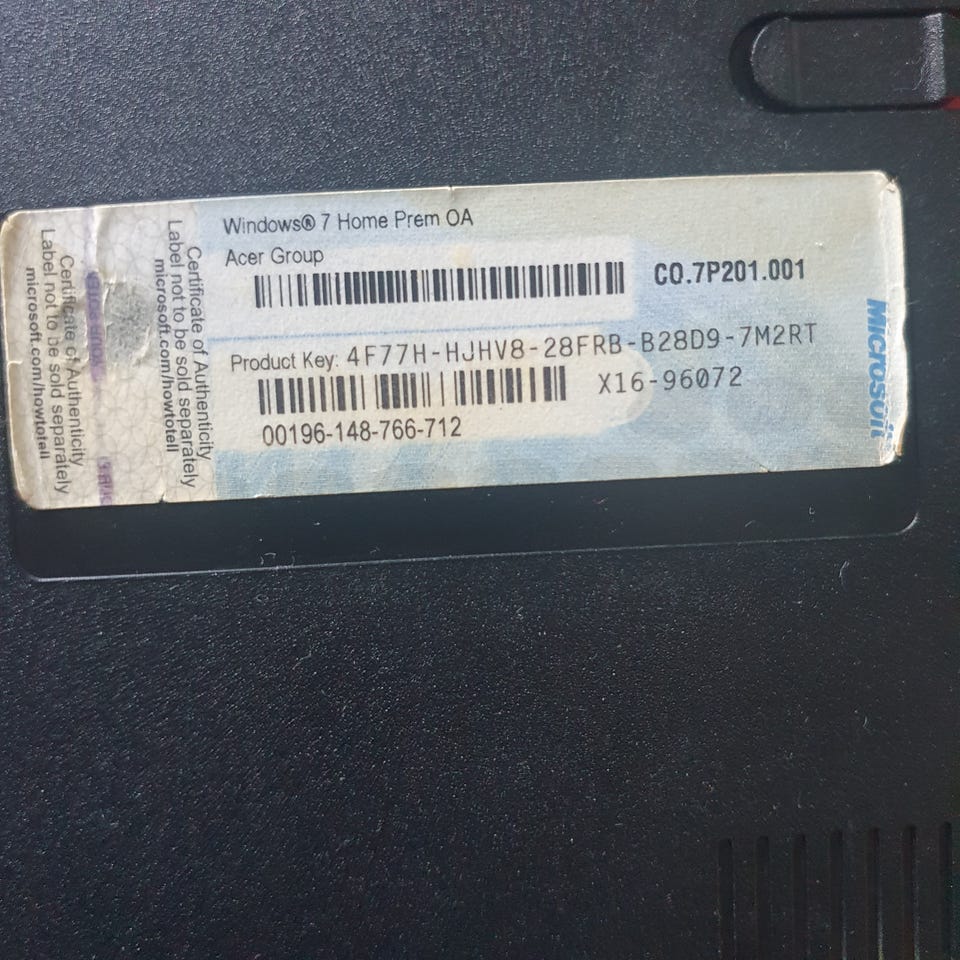 Windows® 7 Home Prem OA
Acer Group
CQ.7P201.001
Product Key: 4F77H-HJHV8-28FRB-B28D9-7M2RT
X16-96072
00196-148-766-712
Microsoft
Certificate of Authenticity
Label not to be sold separately
microsoft.com/howtotell
Certificate of Authenticity
Label not to be sold separately
microsoft.com/howtotell